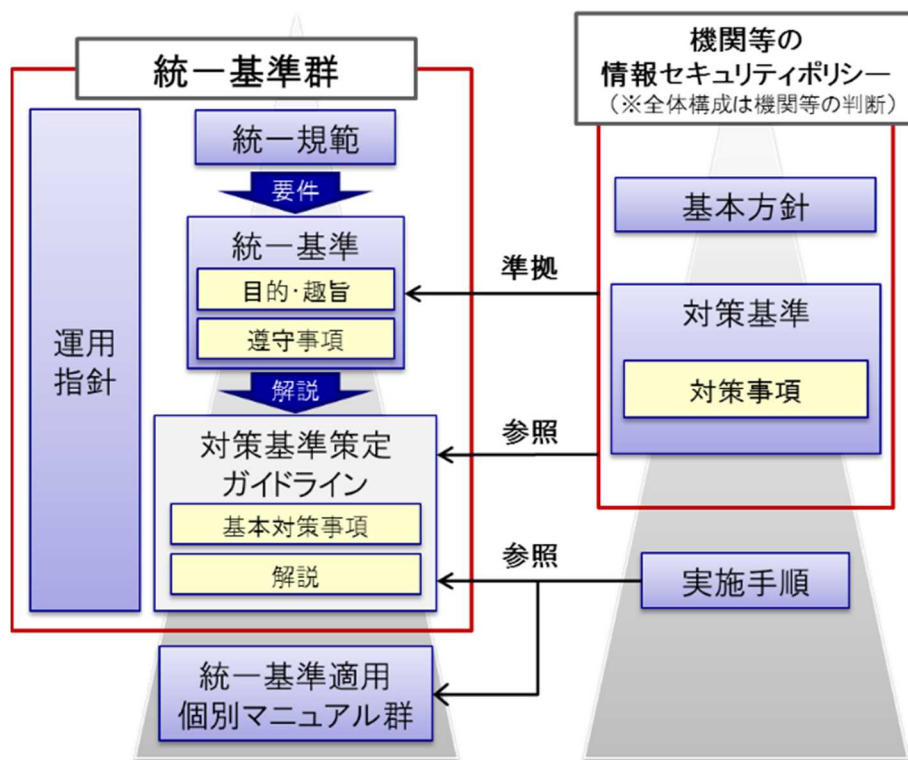 統一基準群
運用
指針
統一規範
要件
統一基準
目的・趣旨
遵守事項
解説
対策基準策定
ガイドライン
基本対策事項
解説
統一基準適用
個別マニュアル群
準拠
参照
参照
機関等の
情報セキュリティポリシー
（※全体構成は機関等の判断）
基本方針
対策基準
対策事項
実施手順